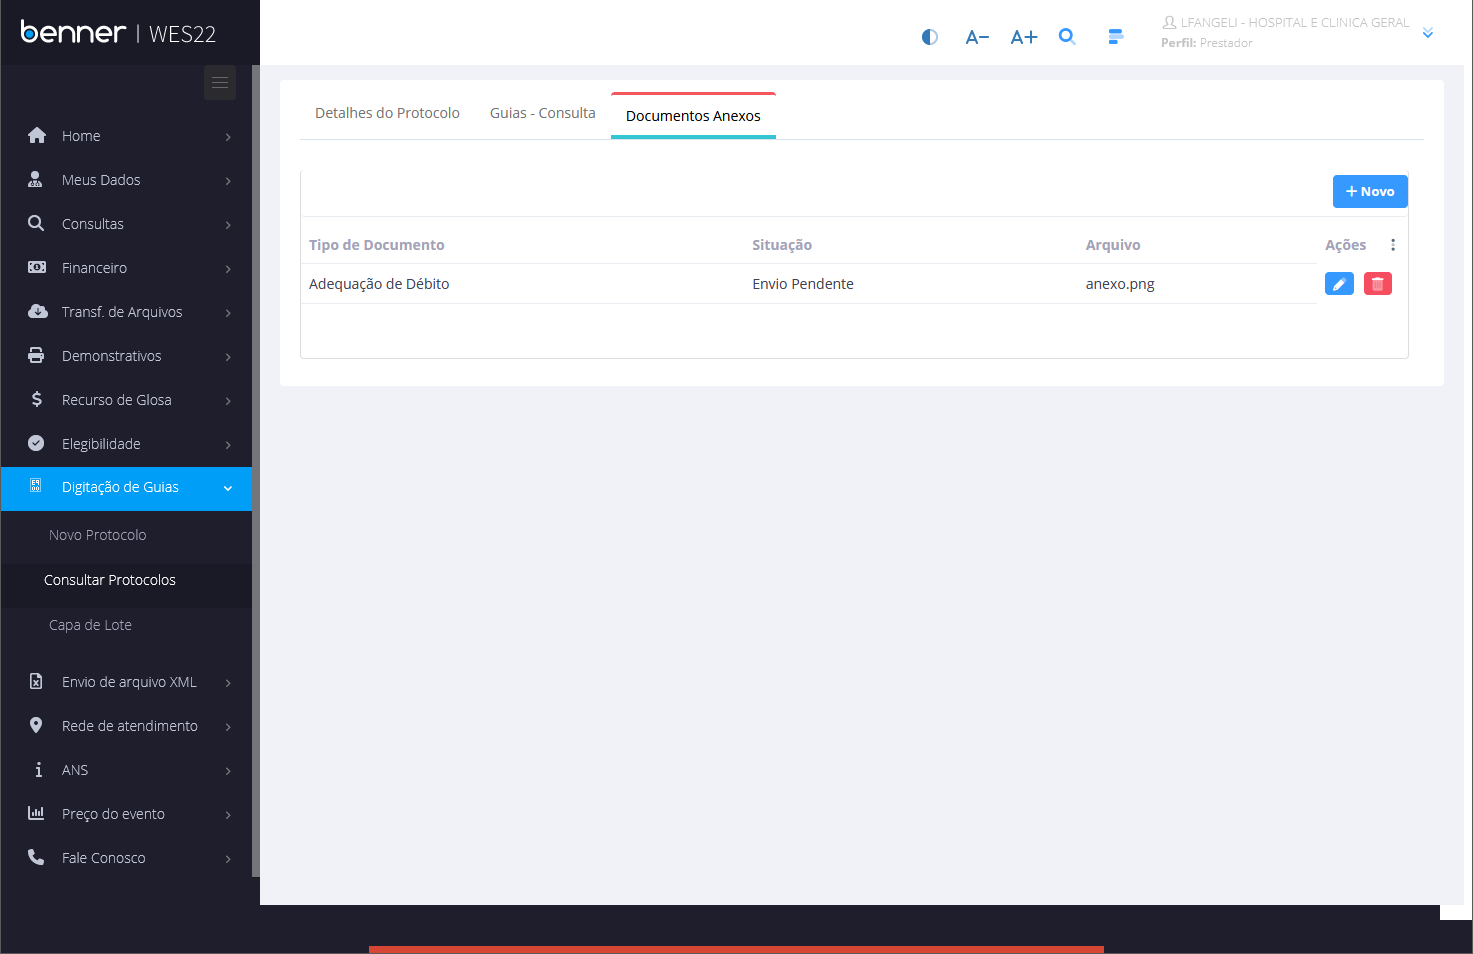 benner | WES22
A−
A+
LFANGELI - HOSPITAL E CLINICA GERAL
Perfil: Prestador
Home
Meus Dados
Consultas
Financeiro
Transf. de Arquivos
Demonstrativos
Recurso de Glosa
Elegibilidade
Digitação de Guias
Novo Protocolo
Consultar Protocolos
Capa de Lote
Envio de arquivo XML
Rede de atendimento
ANS
Preço do evento
Fale Conosco
Detalhes do Protocolo
Guias - Consulta
Documentos Anexos
+ Novo
Tipo de Documento Situação Arquivo Ações
Adequação de Débito Envio Pendente anexo.png